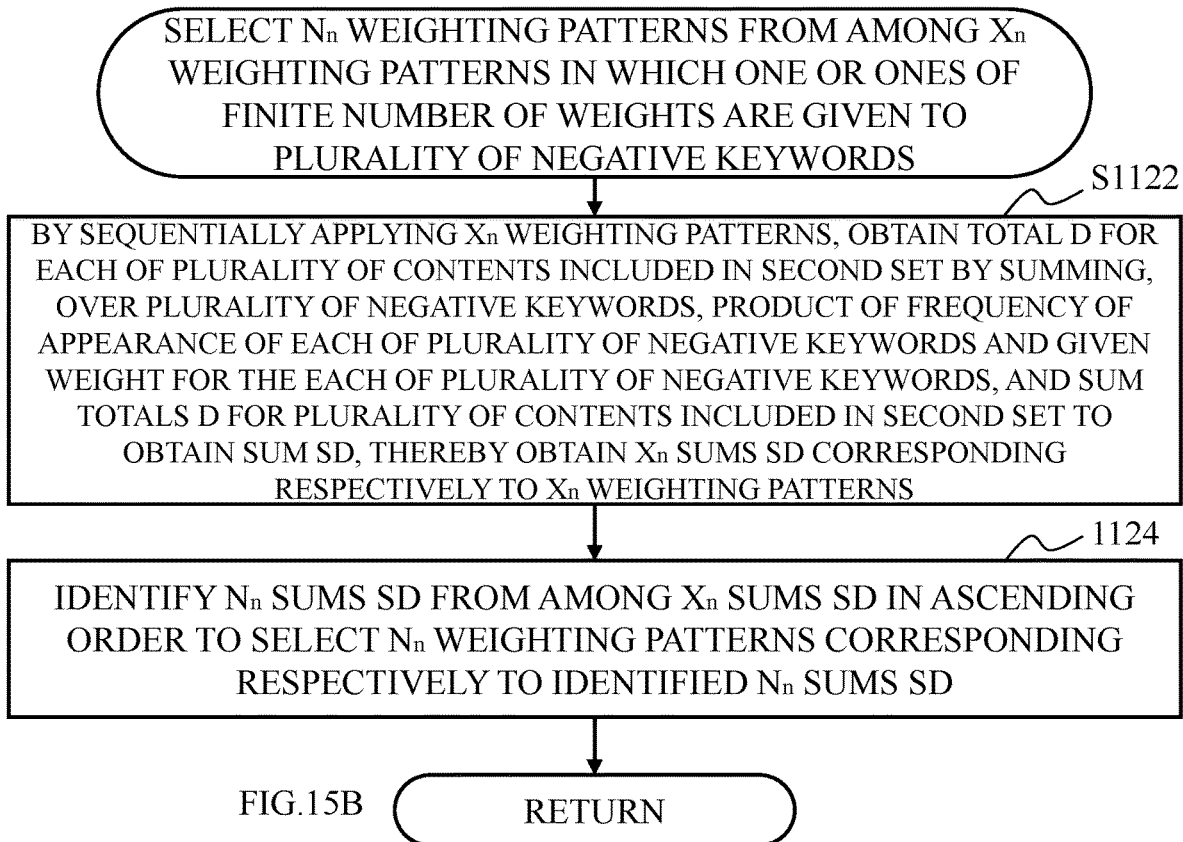 SELECT Nn WEIGHTING PATTERNS FROM AMONG Xn
WEIGHTING PATTERNS IN WHICH ONE OR ONES OF
FINITE NUMBER OF WEIGHTS ARE GIVEN TO
PLURALITY OF NEGATIVE KEYWORDS
S1122
BY SEQUENTIALLY APPLYING Xn WEIGHTING PATTERNS, OBTAIN TOTAL D FOR
EACH OF PLURALITY OF CONTENTS INCLUDED IN SECOND SET BY SUMMING,
OVER PLURALITY OF NEGATIVE KEYWORDS, PRODUCT OF FREQUENCY OF
APPEARANCE OF EACH OF PLURALITY OF NEGATIVE KEYWORDS AND GIVEN
WEIGHT FOR THE EACH OF PLURALITY OF NEGATIVE KEYWORDS, AND SUM
TOTALS D FOR PLURALITY OF CONTENTS INCLUDED IN SECOND SET TO
OBTAIN SUM SD, THEREBY OBTAIN Xn SUMS SD CORRESPONDING
RESPECTIVELY TO Xn WEIGHTING PATTERNS
1124
IDENTIFY Nn SUMS SD FROM AMONG Xn SUMS SD IN ASCENDING
ORDER TO SELECT Nn WEIGHTING PATTERNS CORRESPONDING
RESPECTIVELY TO IDENTIFIED Nn SUMS SD
FIG.15B
RETURN